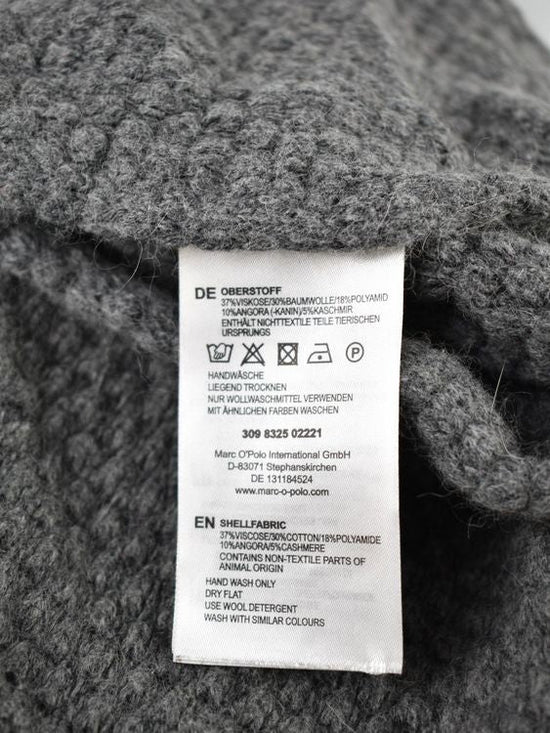 DE OBERSTOFF
37%VISKOSE/30%BAUMWOLLE/18%POLYAMID
10%ANGORA (-KANIN)/5%KASCHMIR
ENTHÄLT NICHTTEXTILE TEILE TIERISCHEN
URSPRUNGS
P
HANDWÄSCHE
LIEGEND TROCKNEN
NUR WOLLWASCHMITTEL VERWENDEN
MIT ÄHNLICHEN FARBEN WASCHEN
309 8325 02221
Marc O'Polo International GmbH
D-83071 Stephanskirchen
DE 131184524
www.marc-o-polo.com
EN SHELLFABRIC
37%VISCOSE/30%COTTON/18%POLYAMIDE
10%ANGORA/5%CASHMERE
CONTAINS NON-TEXTILE PARTS OF
ANIMAL ORIGIN
HAND WASH ONLY
DRY FLAT
USE WOOL DETERGENT
WASH WITH SIMILAR COLOURS